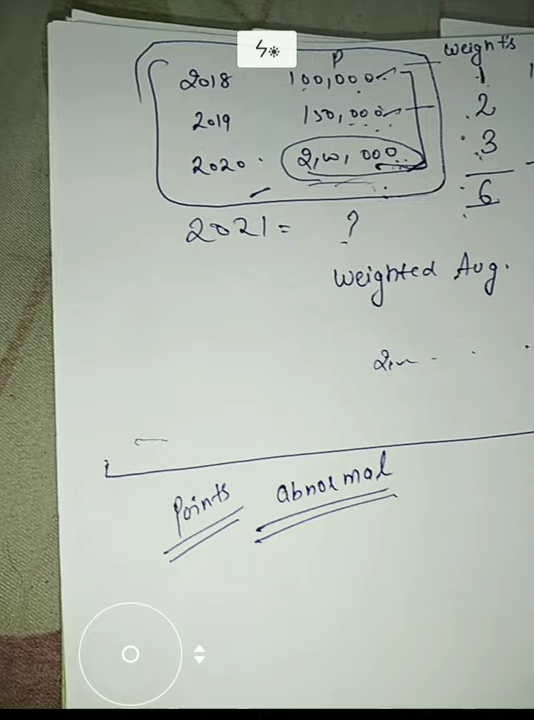 P weights
2018 100,000 1
2019 150,000 2
2020 2,00,000 3
6
2021 = ?
Weighted Avg.
Points abnormal